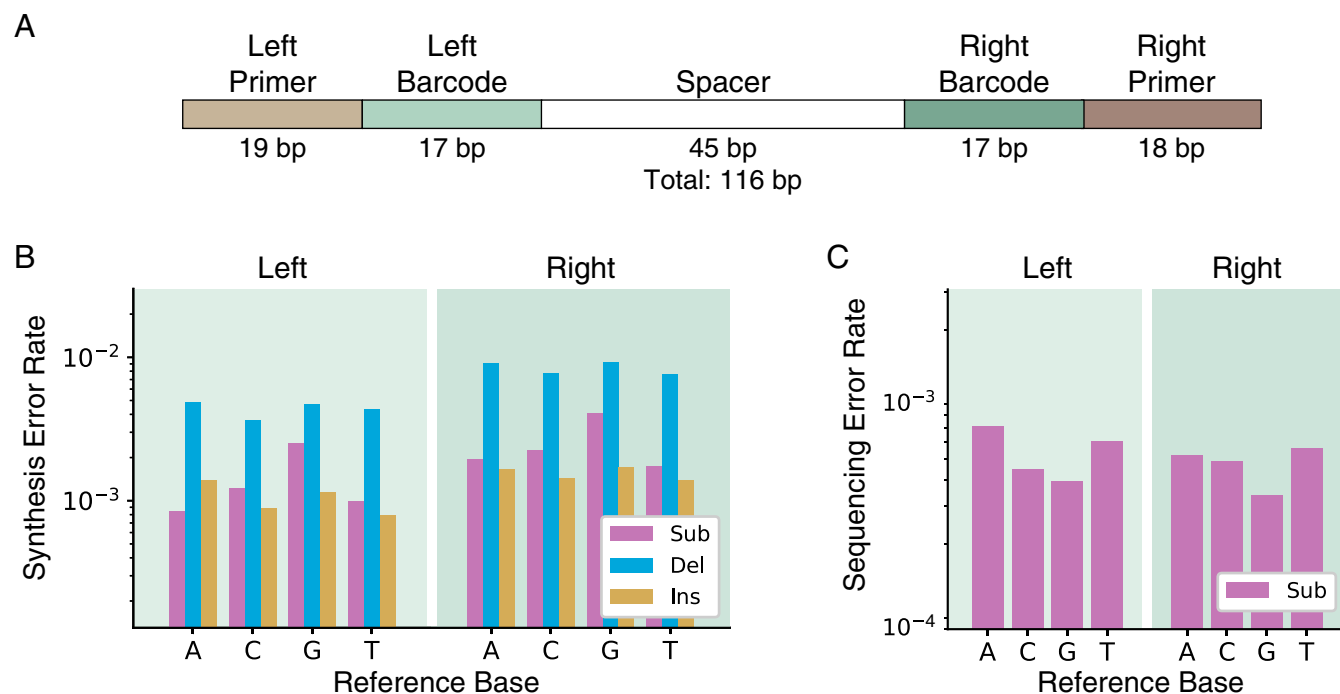 A
Left Primer
Left Barcode
Spacer
Right Barcode
Right Primer
19 bp
17 bp
45 bp
17 bp
18 bp
Total: 116 bp
B
Left
Right
Synthesis Error Rate
10⁻²
10⁻³
Sub
Del
Ins
A C G T
A C G T
Reference Base
C
Left
Right
Sequencing Error Rate
10⁻³
10⁻⁴
Sub
A C G T
A C G T
Reference Base